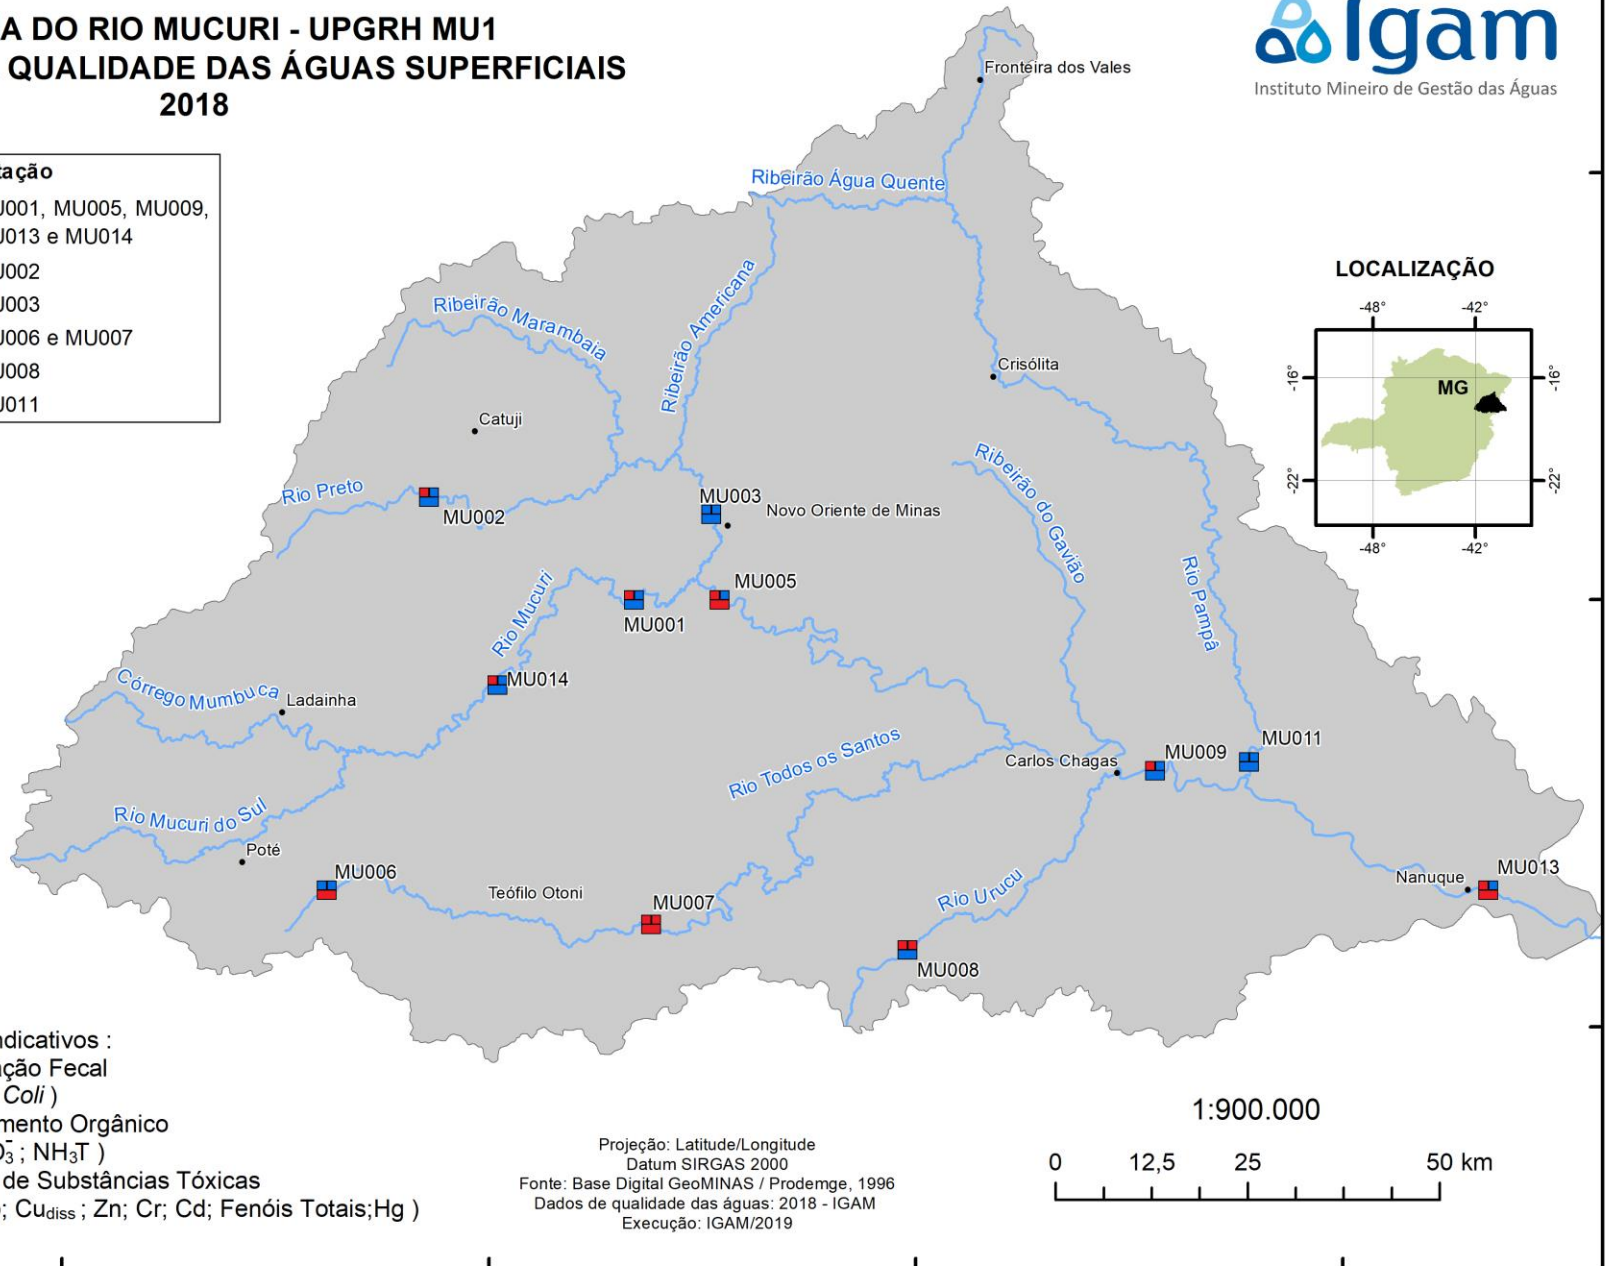 A DO RIO MUCURI - UPGRH MU1
QUALIDADE DAS ÁGUAS SUPERFICIAIS
2018
Igam
Instituto Mineiro de Gestão das Águas
tação
U001, MU005, MU009,
U013 e MU014
U002
U003
U006 e MU007
U008
U011
Fronteira dos Vales
Ribeirão Água Quente
Ribeirão Americana
Ribeirão Marambaia
Crisólita
Catuji
Rio Preto
MU002
MU003
Novo Oriente de Minas
Ribeirão do Gavião
Rio Pampã
MU005
MU001
Rio Mucuri
MU014
Córrego Mumbuca
Ladainha
Rio Todos os Santos
Carlos Chagas
MU009
MU011
Rio Mucuri do Sul
Poté
MU006
Teófilo Otoni
MU007
Rio Urucu
MU008
Nanuque
MU013
LOCALIZAÇÃO
-48°
-42°
-16°
-16°
MG
-22°
-22°
-48°
-42°
ndicativos :
ação Fecal
Coli )
mento Orgânico
O₃⁻ ; NH₃T )
de Substâncias Tóxicas
; Cudiss ; Zn; Cr; Cd; Fenóis Totais;Hg )
Projeção: Latitude/Longitude
Datum SIRGAS 2000
Fonte: Base Digital GeoMINAS / Prodemge, 1996
Dados de qualidade das águas: 2018 - IGAM
Execução: IGAM/2019
1:900.000
0 12,5 25 50 km